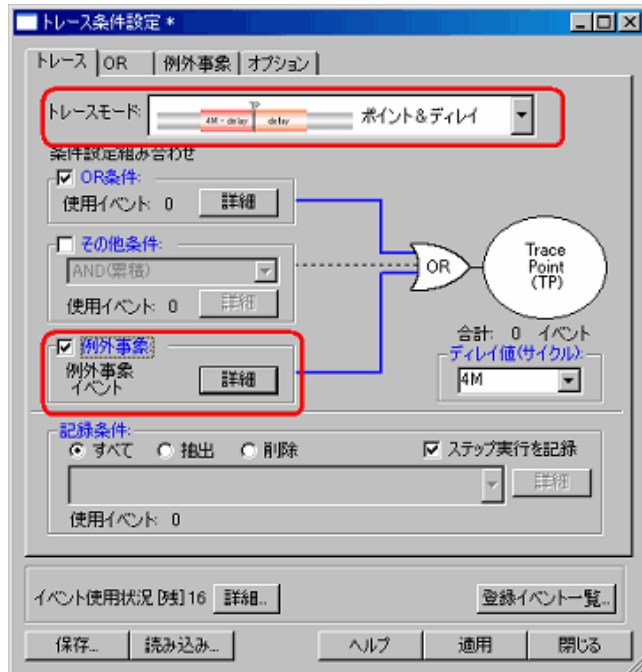 トレース条件設定 *
トレース OR 例外事象 オプション
トレースモード: TP 4M - delay delay ポイント&ディレイ
条件設定組み合わせ
OR条件:
使用イベント: 0 詳細
その他条件:
AND(累積)
使用イベント: 0 詳細
例外事象:
例外事象
イベント 詳細
OR
Trace
Point
(TP)
合計: 0 イベント
ディレイ値(サイクル):
4M
記録条件:
すべて 抽出 削除 ステップ実行を記録
詳細
使用イベント: 0
イベント使用状況 [残] 16 詳細.. 登録イベント一覧..
保存... 読み込み... ヘルプ 適用 閉じる